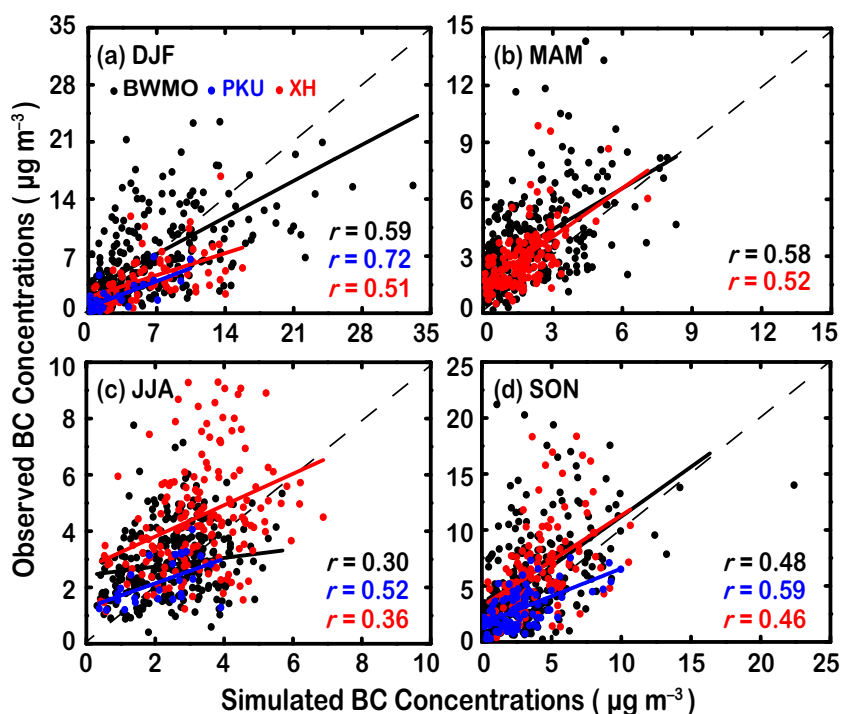 Observed BC Concentrations ( μg m⁻³ )
(a) DJF
• BWMO • PKU • XH
35
28
21
14
7
0
r = 0.59
r = 0.72
r = 0.51
0 7 14 21 28 35
(b) MAM
15
12
9
6
3
0
r = 0.58
r = 0.52
0 3 6 9 12 15
(c) JJA
10
8
6
4
2
0
r = 0.30
r = 0.52
r = 0.36
0 2 4 6 8 10
(d) SON
25
20
15
10
5
0
r = 0.48
r = 0.59
r = 0.46
0 5 10 15 20 25
Simulated BC Concentrations ( μg m⁻³ )